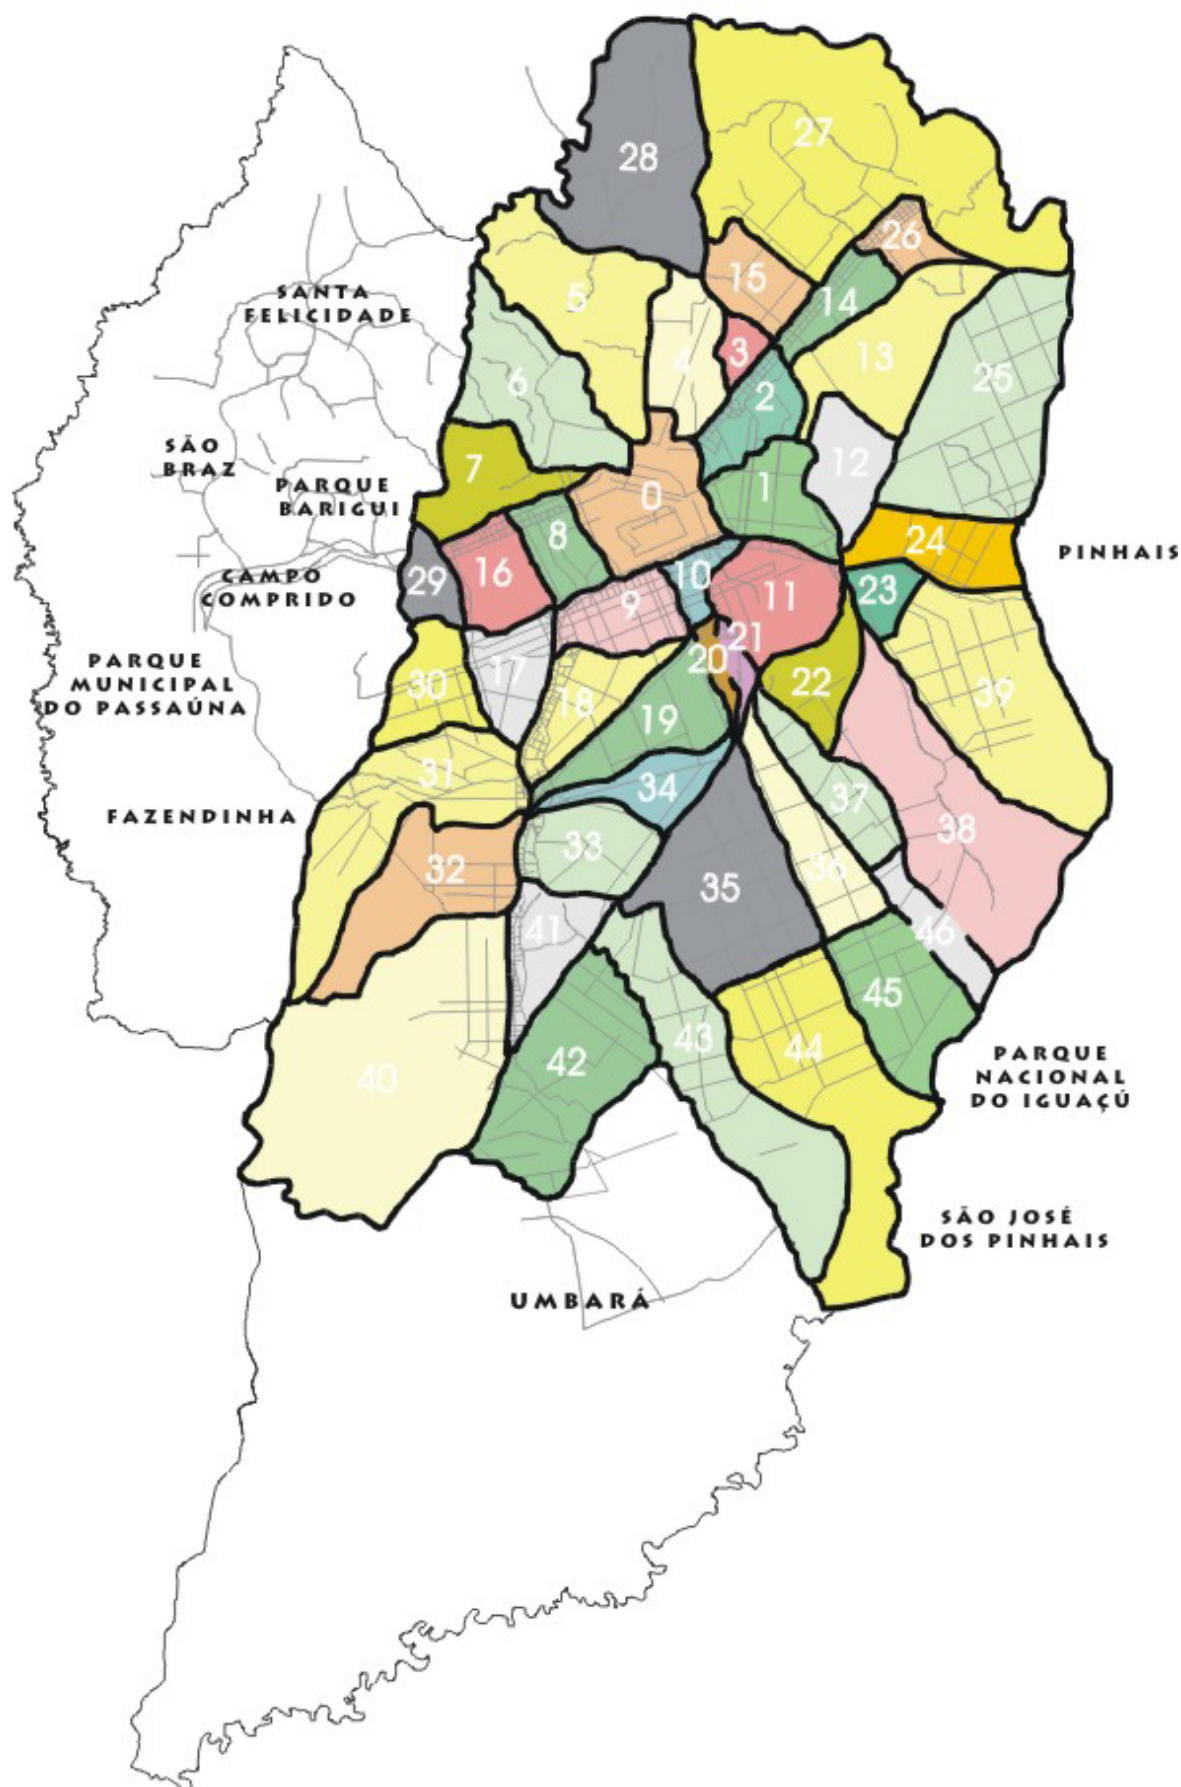 28
27
26
15
5
14
SANTA
FELICIDADE
3
4
13
6
2
25
SÃO
BRAZ
7
12
PARQUE
BARIGUI
0
1
8
24
PINHAIS
CAMPO
COMPRIDO
29
16
10
9
11
23
21
20
PARQUE
MUNICIPAL
DO PASSAÚNA
30
17
18
22
39
19
31
34
37
FAZENDINHA
33
38
32
36
35
41
46
45
43
44
42
40
PARQUE
NACIONAL
DO IGUAÇÚ
SÃO JOSÉ
DOS PINHAIS
UMBARÁ